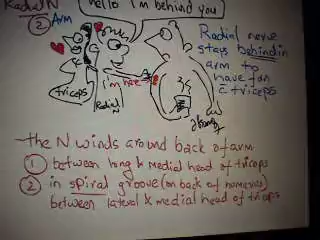 Radial N
hello i'm behind you
② Arm
Radial nerve
stays behind in
arm to
have fun
c̄ triceps
i'm here
triceps
Radial N
- the N winds around back of arm
① between long & medial head of triceps
② in spiral groove (on back of humerus)
between lateral & medial head of triceps